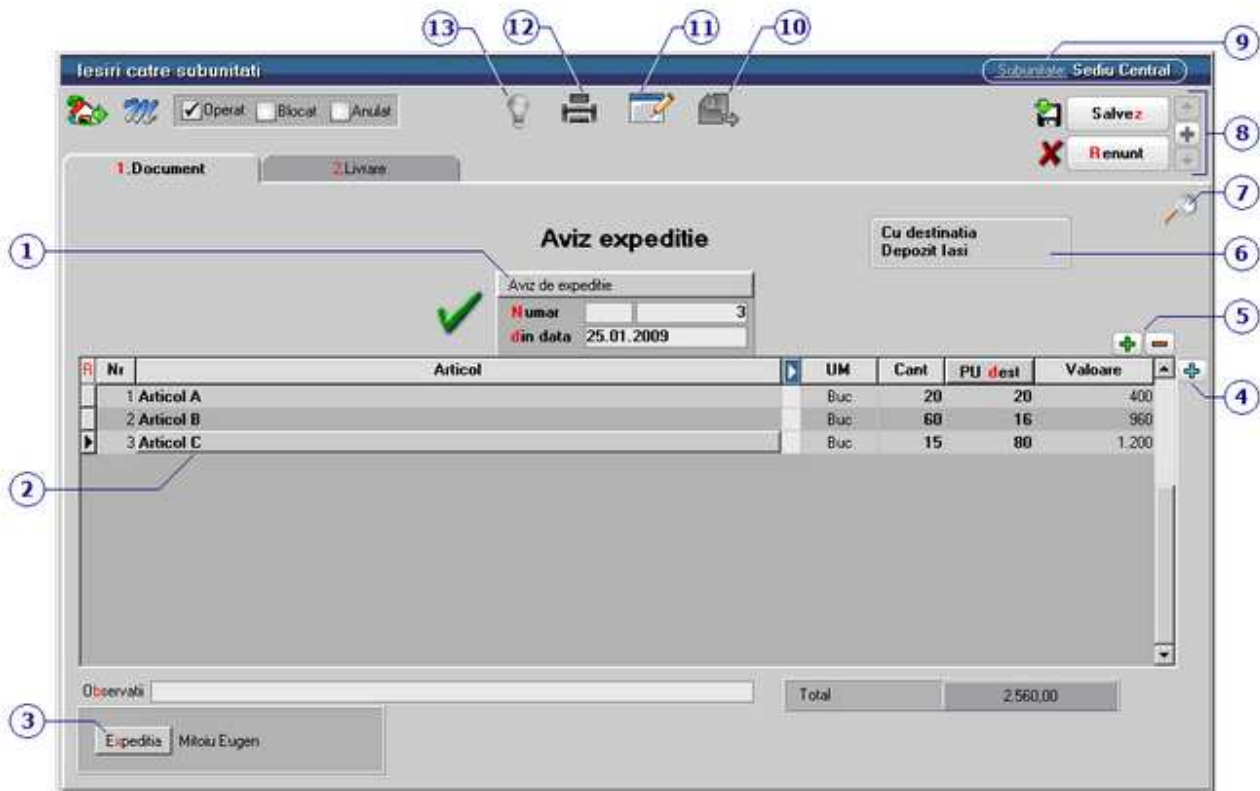 13 12 11 10
9
Iesiri catre subunitati Subunitate: Sediu Central
Operat Blocat Anulat Salvez
8
Renunt
1.Document 2.Livrare
7
Aviz expeditie Cu destinatia
Depozit Iasi
1 6
Aviz de expeditie
Numar 3
5
din data 25.01.2009
R Nr Articol UM Cant PU dest Valoare
4
1 Articol A Buc 20 20 400
2 Articol B Buc 60 16 960
3 Articol C Buc 15 80 1.200
2
Observatii Total 2.560,00
3
Expeditia Mitoiu Eugen